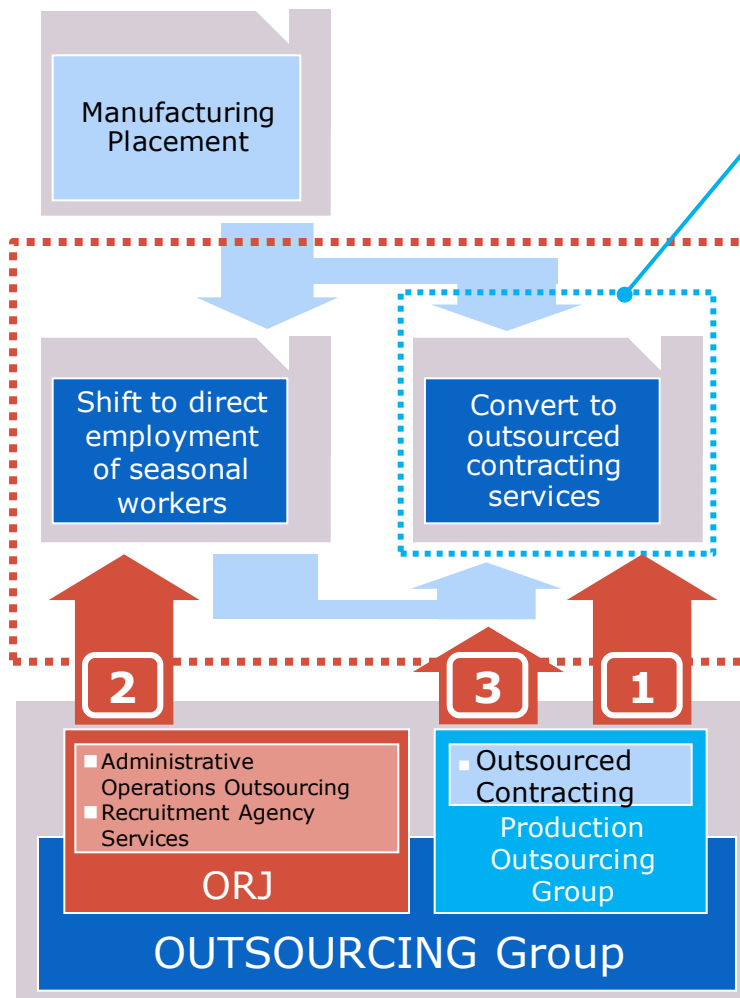 Manufacturing
Placement
Shift to direct
employment
of seasonal
workers
Convert to
outsourced
contracting
services
2
3
1
Administrative
Operations Outsourcing
Recruitment Agency
Services
ORJ
Outsourced
Contracting
Production
Outsourcing
Group
OUTSOURCING Group